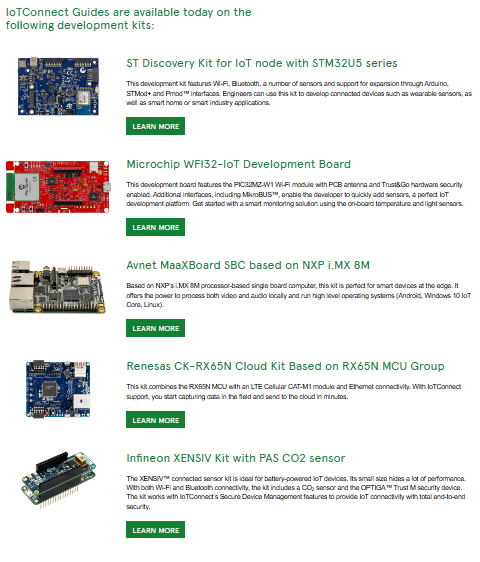 IoTConnect Guides are available today on the
following development kits:
ST Discovery Kit for IoT node with STM32U5 series
This development kit features Wi-Fi, Bluetooth, a number of sensors and support for expansion through Arduino,
STMod+ and Pmod™ interfaces. Engineers can use this kit to develop connected devices such as wearable sensors, as
well as smart home or smart industry applications.
LEARN MORE
Microchip WFI32-IoT Development Board
This development board features the PIC32MZ-W1 Wi-Fi module with PCB antenna and Trust&Go hardware security
enabled. Additional interfaces, including MikroBUS™, enable the developer to quickly add sensors, a perfect IoT
development platform. Get started with a smart monitoring solution using the on-board temperature and light sensors.
LEARN MORE
Avnet MaaXBoard SBC based on NXP i.MX 8M
Based on NXP's i.MX 8M processor-based single board computer, this kit is perfect for smart devices at the edge. It
offers the power to process both video and audio locally and run high level operating systems (Android, Windows 10 IoT
Core, Linux).
LEARN MORE
Renesas CK-RX65N Cloud Kit Based on RX65N MCU Group
This kit combines the RX65N MCU with an LTE Cellular CAT-M1 module and Ethernet connectivity. With IoTConnect
support, you start capturing data in the field and send to the cloud in minutes.
LEARN MORE
Infineon XENSIV Kit with PAS CO2 sensor
The XENSIV™ connected sensor kit is ideal for battery-powered IoT devices. Its small size hides a lot of performance.
With both Wi-Fi and Bluetooth connectivity, the kit includes a CO₂ sensor and the OPTIGA™ Trust M security device.
The kit works with IoTConnect's Secure Device Management features to provide IoT connectivity with total end-to-end
security.
LEARN MORE